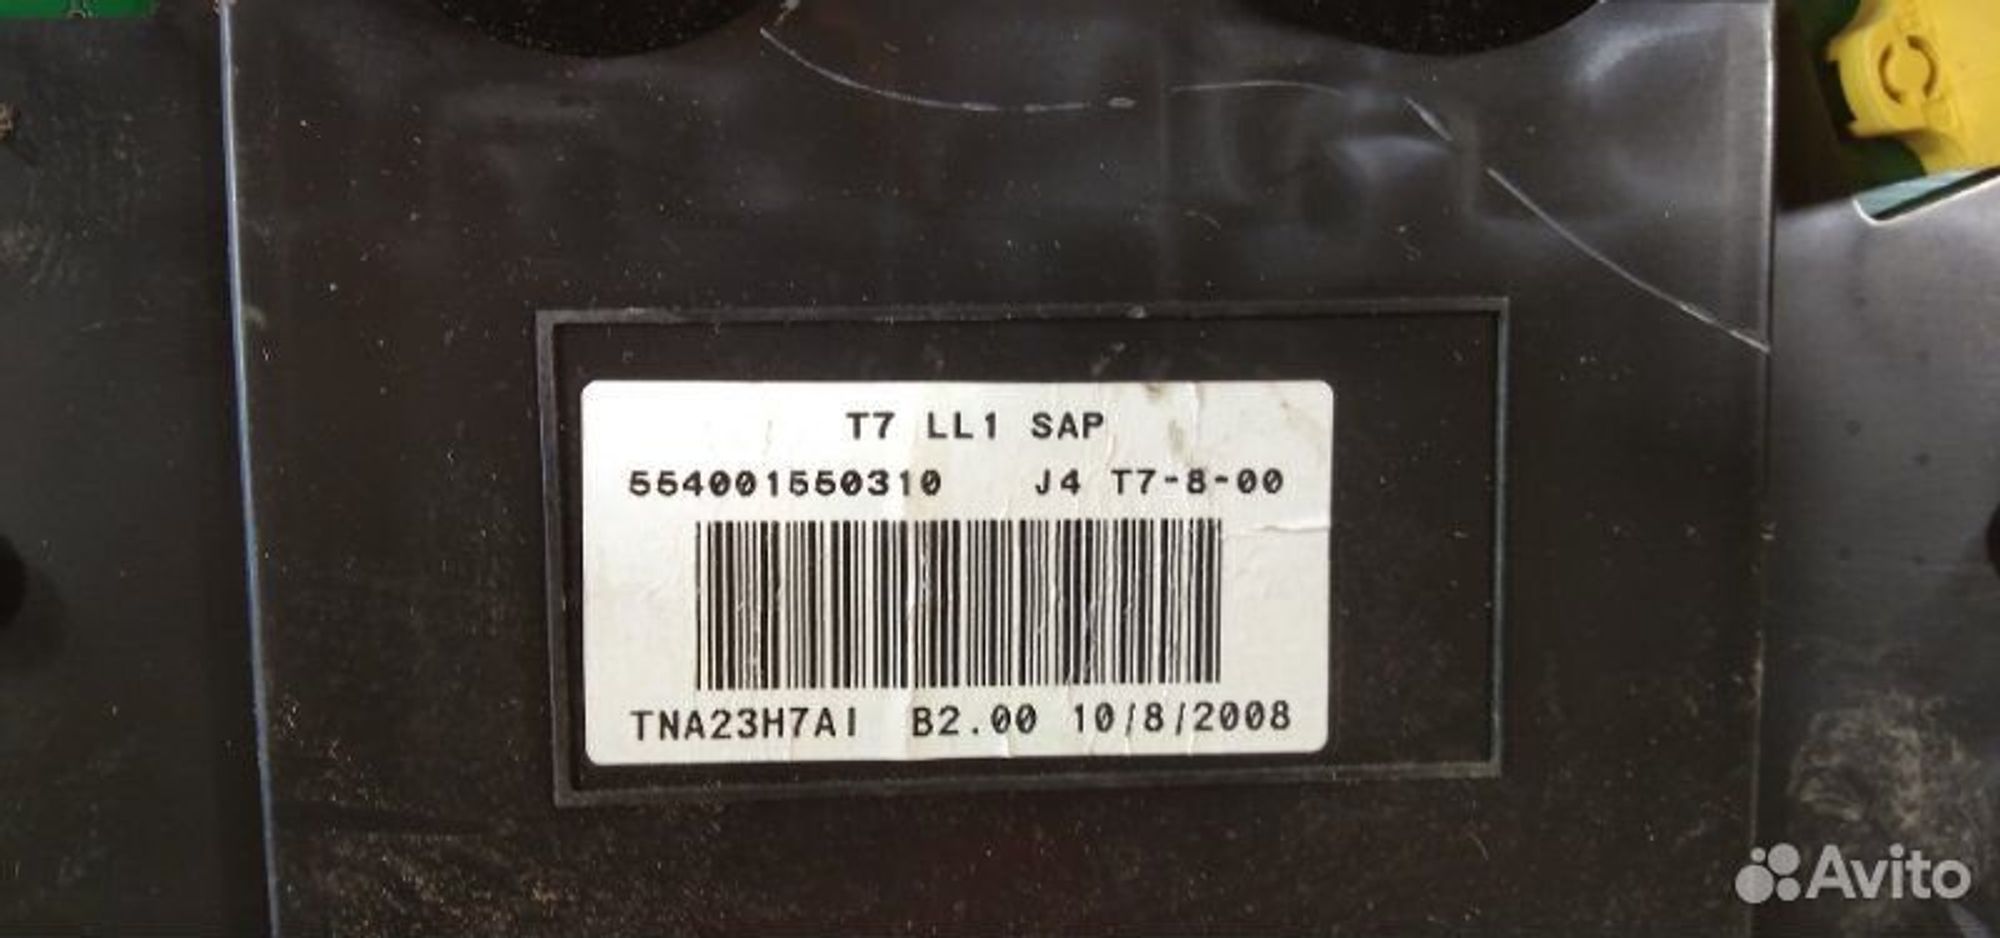 T7 LL1 SAP
554001550310 J4 T7-8-00
TNA23H7AI B2.00 10/8/2008
Avito